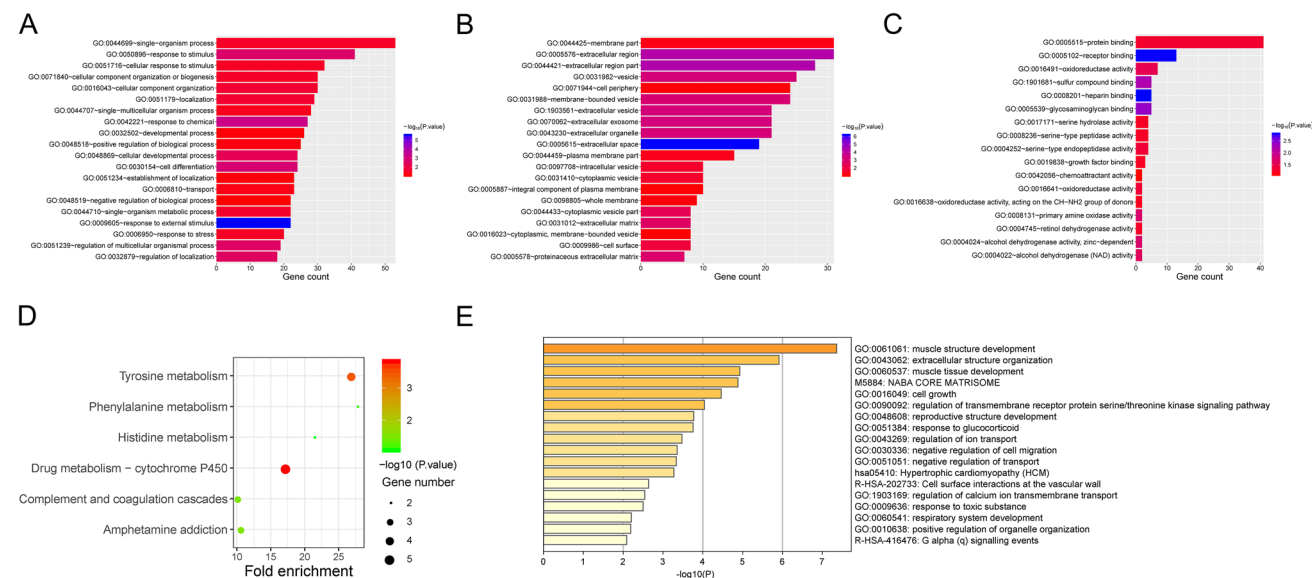 A
GO:0044699~single-organism process
GO:0050896~response to stimulus
GO:0051716~cellular response to stimulus
GO:0071840~cellular component organization or biogenesis
GO:0016043~cellular component organization
GO:0051179~localization
GO:0044707~single-multicellular organism process
GO:0042221~response to chemical
GO:0032502~developmental process
GO:0048518~positive regulation of biological process
GO:0048869~cellular developmental process
GO:0030154~cell differentiation
GO:0051234~establishment of localization
GO:0006810~transport
GO:0048519~negative regulation of biological process
GO:0044710~single-organism metabolic process
GO:0009605~response to external stimulus
GO:0006950~response to stress
GO:0051239~regulation of multicellular organismal process
GO:0032879~regulation of localization
0 10 20 30 40 50
Gene count
−log10(P.value)
5
4
3
2
1
B
GO:0044425~membrane part
GO:0005576~extracellular region
GO:0044421~extracellular region part
GO:0031982~vesicle
GO:0071944~cell periphery
GO:0031988~membrane-bounded vesicle
GO:1903561~extracellular vesicle
GO:0070062~extracellular exosome
GO:0043230~extracellular organelle
GO:0005615~extracellular space
GO:0044459~plasma membrane part
GO:0097708~intracellular vesicle
GO:0031410~cytoplasmic vesicle
GO:0005887~integral component of plasma membrane
GO:0098805~whole membrane
GO:0044433~cytoplasmic vesicle part
GO:0031012~extracellular matrix
GO:0016023~cytoplasmic, membrane-bounded vesicle
GO:0009986~cell surface
GO:0005578~proteinaceous extracellular matrix
0 10 20 30
Gene count
−log10(P.value)
6
5
4
3
2
1
C
GO:0005515~protein binding
GO:0005102~receptor binding
GO:0016491~oxidoreductase activity
GO:1901681~sulfur compound binding
GO:0008201~heparin binding
GO:0005539~glycosaminoglycan binding
GO:0017171~serine hydrolase activity
GO:0008236~serine-type peptidase activity
GO:0004252~serine-type endopeptidase activity
GO:0019838~growth factor binding
GO:0042056~chemoattractant activity
GO:0016641~oxidoreductase activity
GO:0016638~oxidoreductase activity, acting on the CH-NH2 group of donors
GO:0008131~primary amine oxidase activity
GO:0004745~retinol dehydrogenase activity
GO:0004024~alcohol dehydrogenase activity, zinc-dependent
GO:0004022~alcohol dehydrogenase (NAD) activity
0 10 20 30 40
Gene count
−log10(P.value)
2.5
2.0
1.5
D
Tyrosine metabolism
Phenylalanine metabolism
Histidine metabolism
Drug metabolism − cytochrome P450
Complement and coagulation cascades
Amphetamine addiction
10 15 20 25
Fold enrichment
3
2
1
−log10 (P.value)
Gene number
2
3
4
5
E
GO:0061061: muscle structure development
GO:0043062: extracellular structure organization
GO:0060537: muscle tissue development
M5884: NABA CORE MATRISOME
GO:0016049: cell growth
GO:0090092: regulation of transmembrane receptor protein serine/threonine kinase signaling pathway
GO:0048608: reproductive structure development
GO:0051384: response to glucocorticoid
GO:0043269: regulation of ion transport
GO:0030336: negative regulation of cell migration
GO:0051051: negative regulation of transport
hsa05410: Hypertrophic cardiomyopathy (HCM)
R-HSA-202733: Cell surface interactions at the vascular wall
GO:1903169: regulation of calcium ion transmembrane transport
GO:0009636: response to toxic substance
GO:0060541: respiratory system development
GO:0010638: positive regulation of organelle organization
R-HSA-416476: G alpha (q) signalling events
0 1 2 3 4 5 6 7
-log10(P)